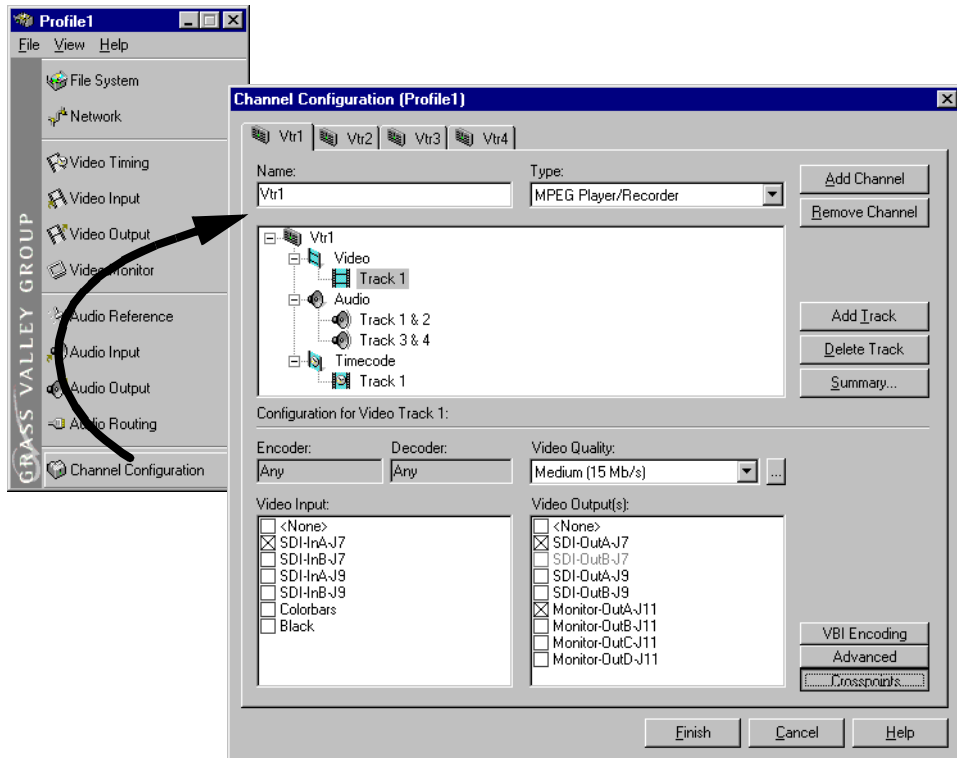 Profile1
File View Help
File System
Network
Video Timing
Video Input
Video Output
Video Monitor
Audio Reference
Audio Input
Audio Output
Audio Routing
Channel Configuration
GRASS VALLEY GROUP
Channel Configuration (Profile1)
Vtr1 Vtr2 Vtr3 Vtr4
Name:
Vtr1
Type:
MPEG Player/Recorder
Add Channel
Remove Channel
Vtr1
Video
Track 1
Audio
Track 1 & 2
Track 3 & 4
Timecode
Track 1
Add Track
Delete Track
Summary...
Configuration for Video Track 1:
Encoder:
Any
Decoder:
Any
Video Quality:
Medium (15 Mb/s)
...
Video Input:
<None>
SDI-InA-J7
SDI-InB-J7
SDI-InA-J9
SDI-InB-J9
Colorbars
Black
Video Output(s):
<None>
SDI-OutA-J7
SDI-OutB-J7
SDI-OutA-J9
SDI-OutB-J9
Monitor-OutA-J11
Monitor-OutB-J11
Monitor-OutC-J11
Monitor-OutD-J11
VBI Encoding
Advanced
Crosspoints
Finish
Cancel
Help